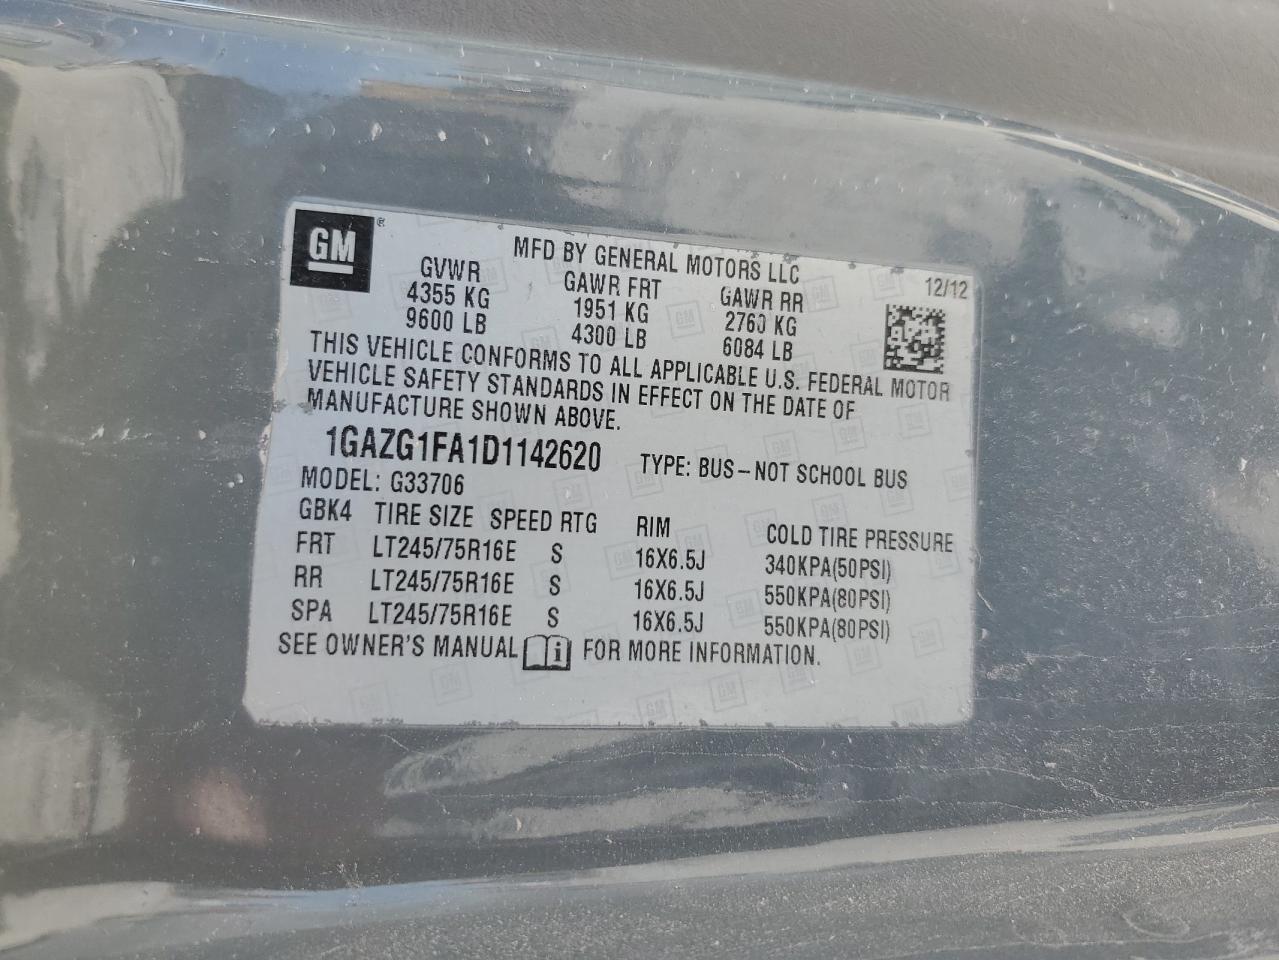 GM ®
MFD BY GENERAL MOTORS LLC
12/12
GVWR GAWR FRT GAWR RR
4355 KG 1951 KG 2760 KG
9600 LB 4300 LB 6084 LB
THIS VEHICLE CONFORMS TO ALL APPLICABLE U.S. FEDERAL MOTOR
VEHICLE SAFETY STANDARDS IN EFFECT ON THE DATE OF
MANUFACTURE SHOWN ABOVE.
1GAZG1FA1D1142620 TYPE: BUS-NOT SCHOOL BUS
MODEL: G33706
GBK4 TIRE SIZE SPEED RTG RIM COLD TIRE PRESSURE
FRT LT245/75R16E S 16X6.5J 340KPA(50PSI)
RR LT245/75R16E S 16X6.5J 550KPA(80PSI)
SPA LT245/75R16E S 16X6.5J 550KPA(80PSI)
SEE OWNER'S MANUAL i FOR MORE INFORMATION.